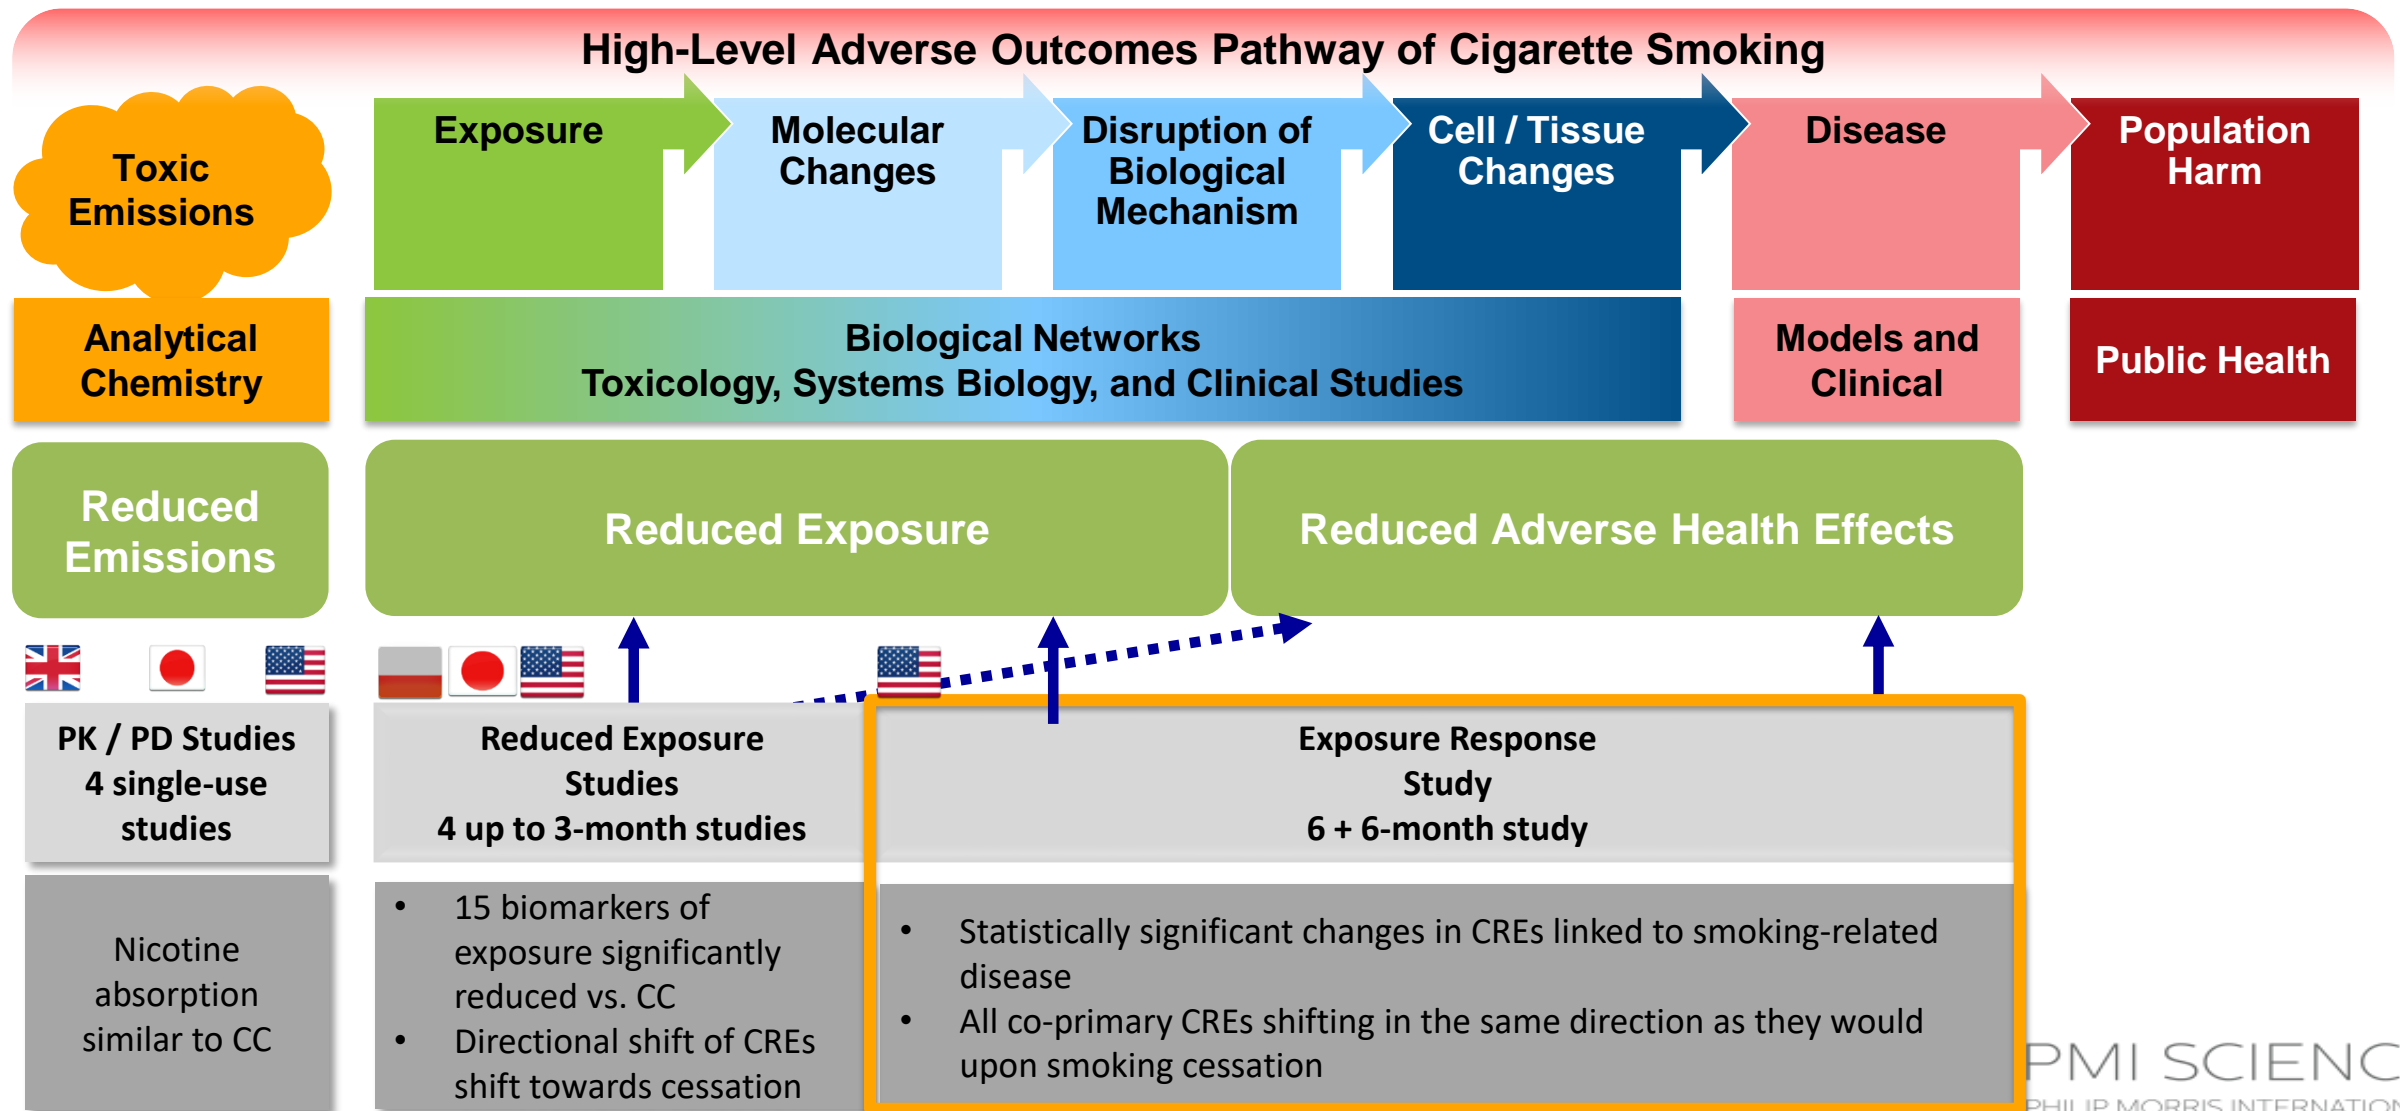 High-Level Adverse Outcomes Pathway of Cigarette Smoking
Toxic
Emissions
Exposure
Molecular
Changes
Disruption of
Biological
Mechanism
Cell / Tissue
Changes
Disease
Population
Harm
Analytical
Chemistry
Biological Networks
Toxicology, Systems Biology, and Clinical Studies
Models and
Clinical
Public Health
Reduced
Emissions
Reduced Exposure
Reduced Adverse Health Effects
PK / PD Studies
4 single-use
studies
Reduced Exposure
Studies
4 up to 3-month studies
Exposure Response
Study
6 + 6-month study
Nicotine
absorption
similar to CC
• 15 biomarkers of
exposure significantly
reduced vs. CC
• Directional shift of CREs
shift towards cessation
• Statistically significant changes in CREs linked to smoking-related
disease
• All co-primary CREs shifting in the same direction as they would
upon smoking cessation
PMI SCIENC
PHILIP MORRIS INTERNATION